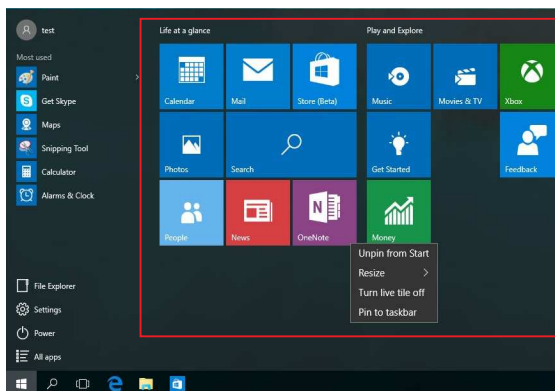 test
Most used
Paint
Get Skype
Maps
Snipping Tool
Calculator
Alarms & Clock
File Explorer
Settings
Power
All apps
Life at a glance
Calendar
Mail
Store (Beta)
Photos
Search
People
News
OneNote
Play and Explore
Music
Movies & TV
Xbox
Get Started
Feedback
Money
Unpin from Start
Resize
Turn live tile off
Pin to taskbar